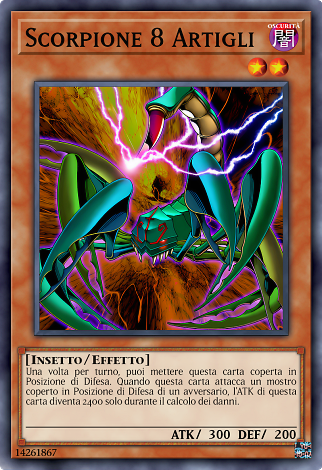 Scorpione 8 Artigli
OSCURITÀ
闇
[Insetto/Effetto]
Una volta per turno, puoi mettere questa carta coperta in
Posizione di Difesa. Quando questa carta attacca un mostro
coperto in Posizione di Difesa di un avversario, l'ATK di questa
carta diventa 2400 solo durante il calcolo dei danni.
ATK/ 300 DEF/ 200
14261867